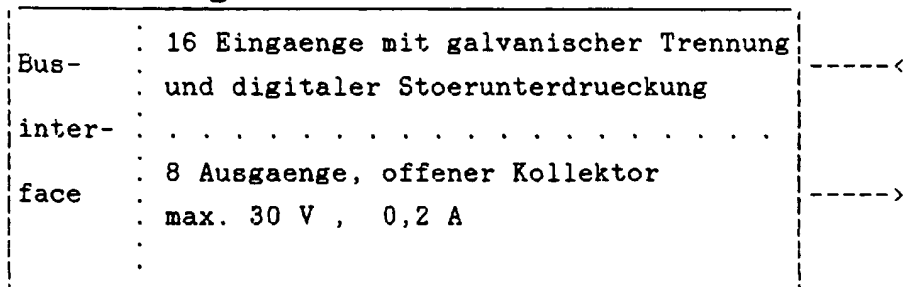 Bus-
inter-
face
16 Eingaenge mit galvanischer Trennung
und digitaler Stoerunterdrueckung
8 Ausgaenge, offener Kollektor
max. 30 V , 0,2 A